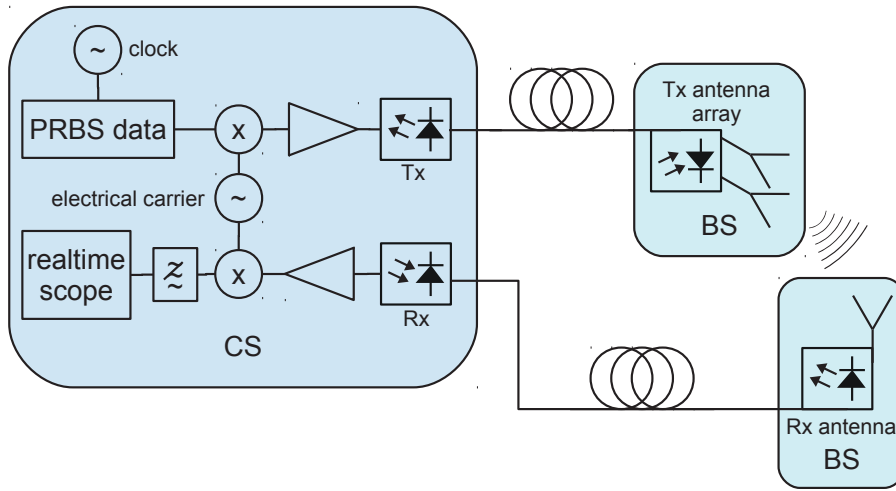 clock
PRBS data
x
~
Tx
electrical carrier
~
realtime
scope
x
Rx
CS
Tx antenna
array
BS
Rx antenna
BS